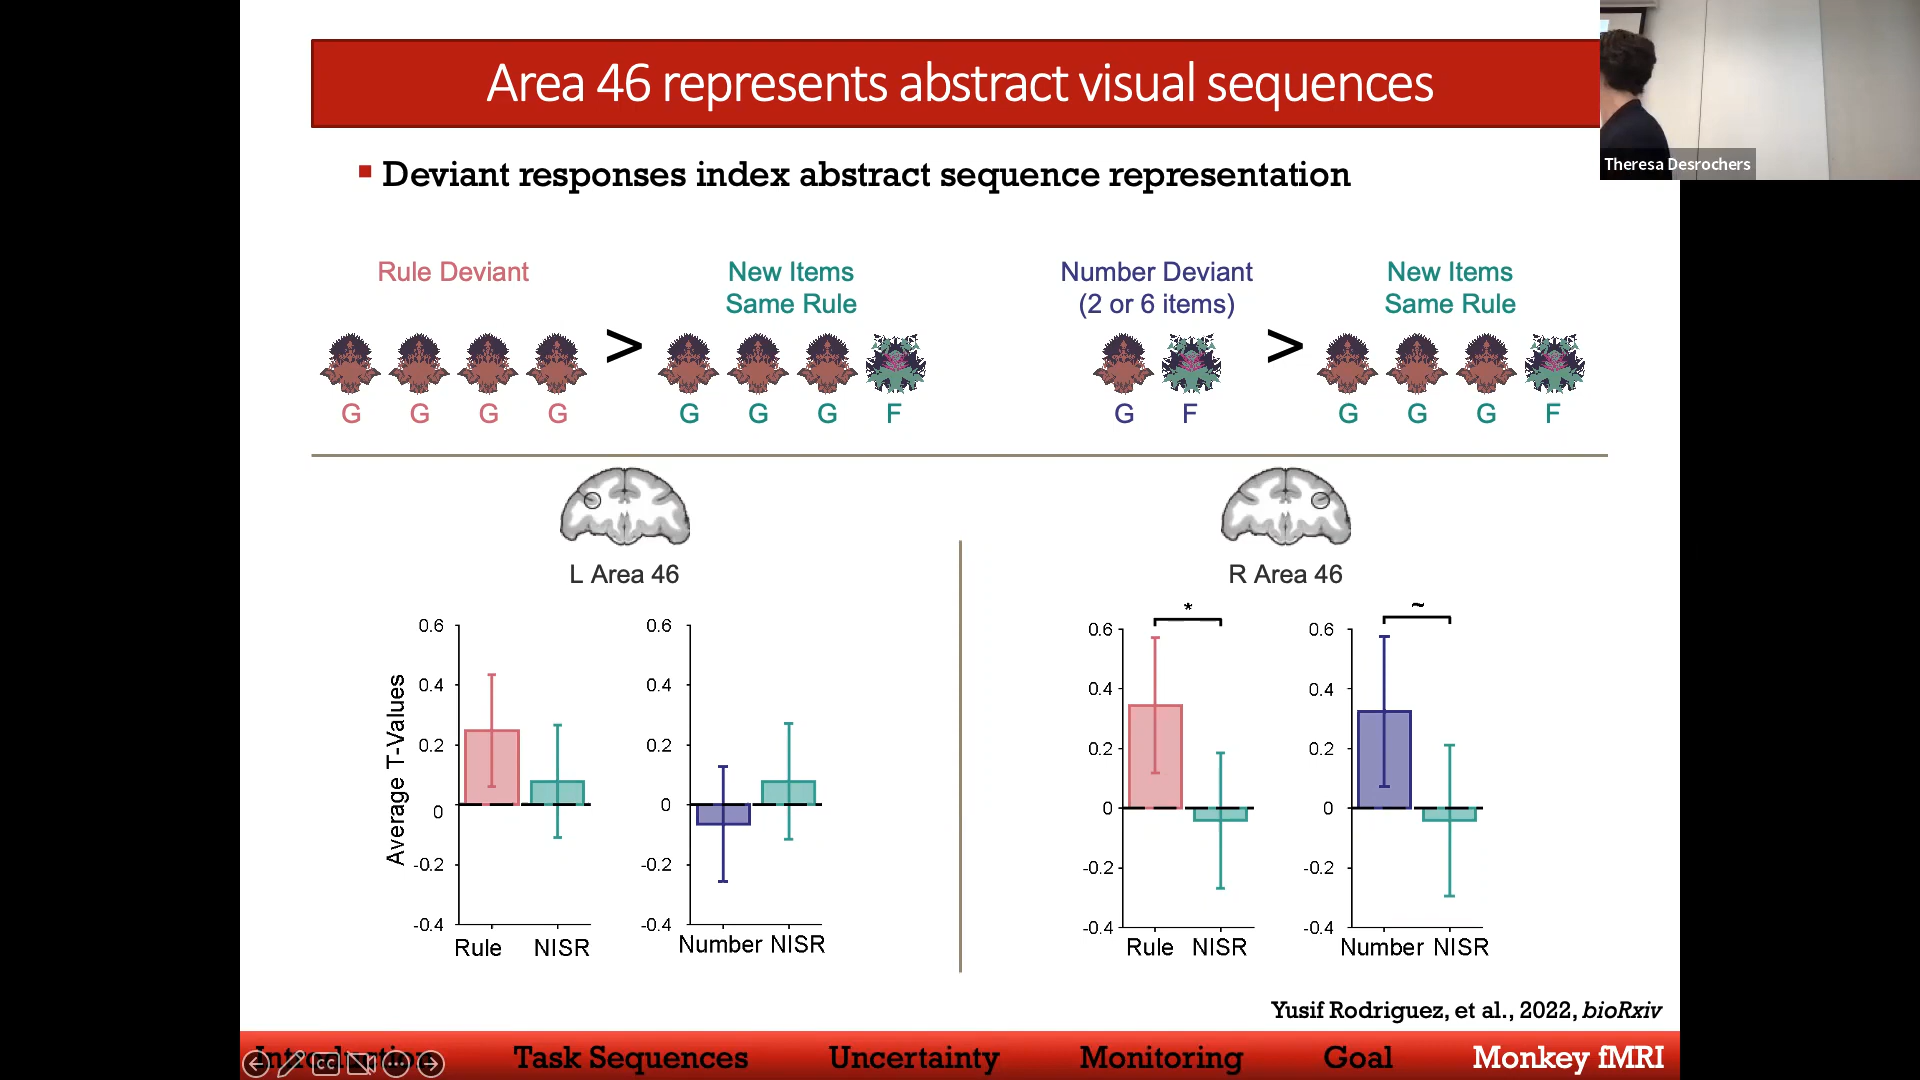 Area 46 represents abstract visual sequences
Theresa Desrochers
Deviant responses index abstract sequence representation
Rule Deviant
New Items
Same Rule
Number Deviant
(2 or 6 items)
New Items
Same Rule
>
>
G G G G
G G G F
G F
G G G F
L Area 46
R Area 46
Average T-Values
0.6
0.4
0.2
0
-0.2
-0.4
Rule NISR
0.6
0.4
0.2
0
-0.2
-0.4
Number NISR
*
0.6
0.4
0.2
0
-0.2
-0.4
Rule NISR
~
0.6
0.4
0.2
0
-0.2
-0.4
Number NISR
Yusif Rodriguez, et al., 2022, bioRxiv
Introduction Task Sequences Uncertainty Monitoring Goal Monkey fMRI
CC